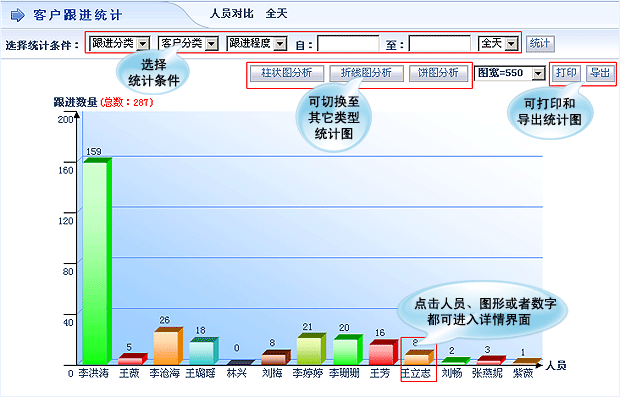 客户跟进统计 人员对比 全天
选择统计条件： 跟进分类 客户分类 跟进程度 自： 至： 全天 统计
选择
统计条件
柱状图分析 折线图分析 饼图分析 图宽=550 打印 导出
可切换至
其它类型
统计图
可打印和
导出统计图
跟进数量(总数：287)
200
160
120
80
40
0
159
5
26
18
0
8
21
20
16
8
2
3
1
点击人员、图形或者数字
都可进入详情界面
李洪涛 王薇 李沧海 王璐瑶 林兴 刘梅 李婷婷 李珊珊 王芳 王立志 刘畅 张燕妮 紫薇
人员